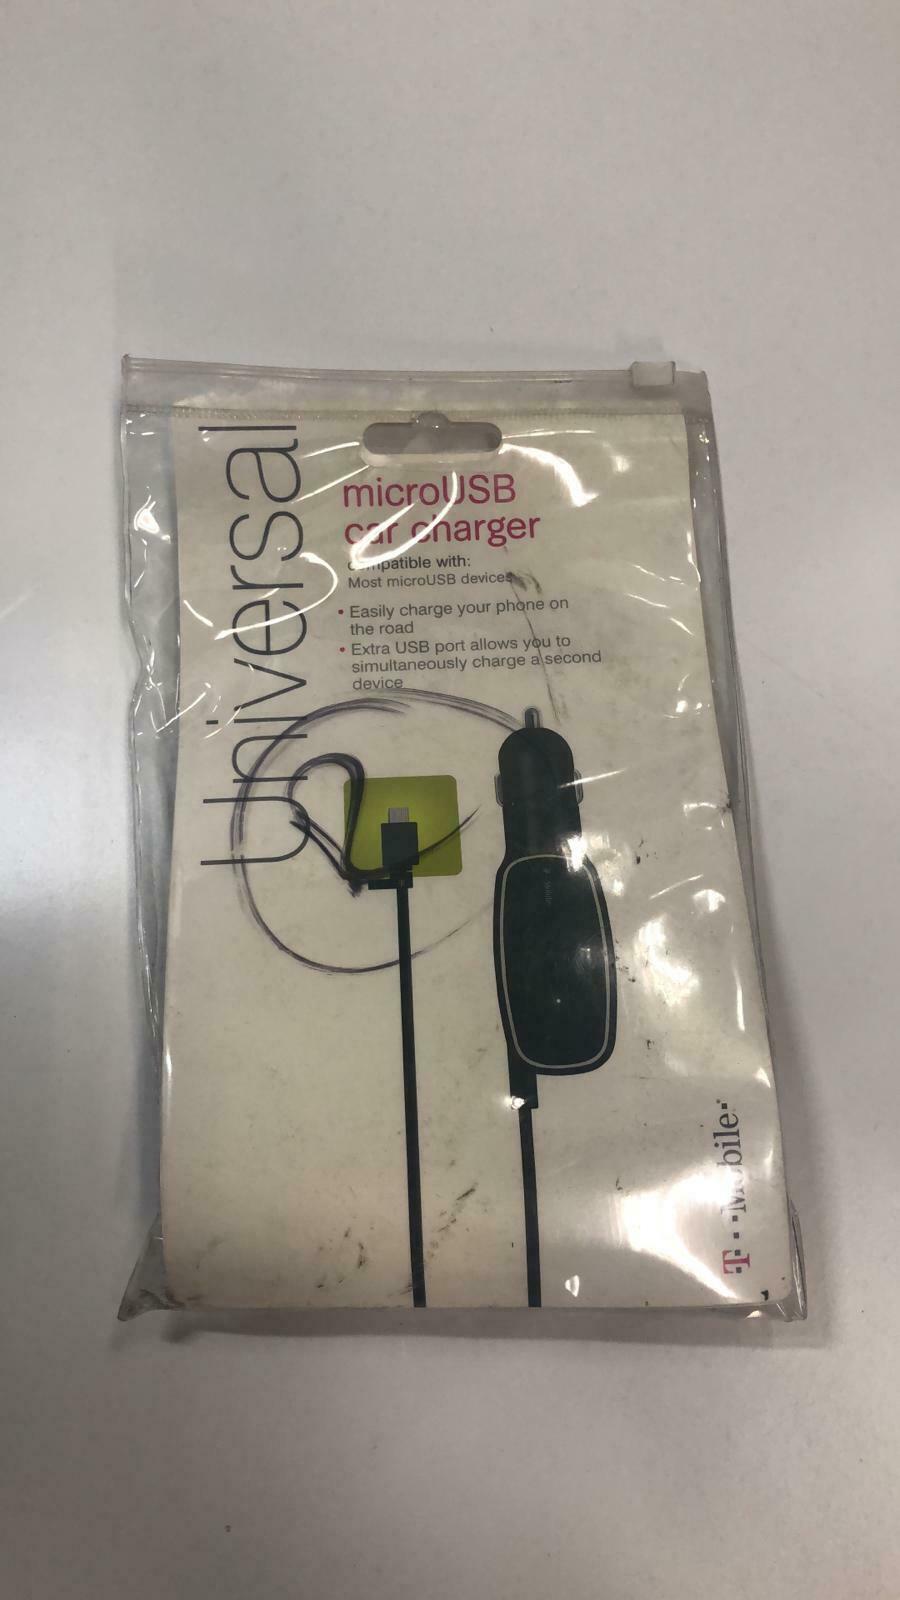 Universal
microUSB
car charger
compatible with:
Most microUSB devices
• Easily charge your phone on
the road
• Extra USB port allows you to
simultaneously charge a second
device
2
T··Mobile·